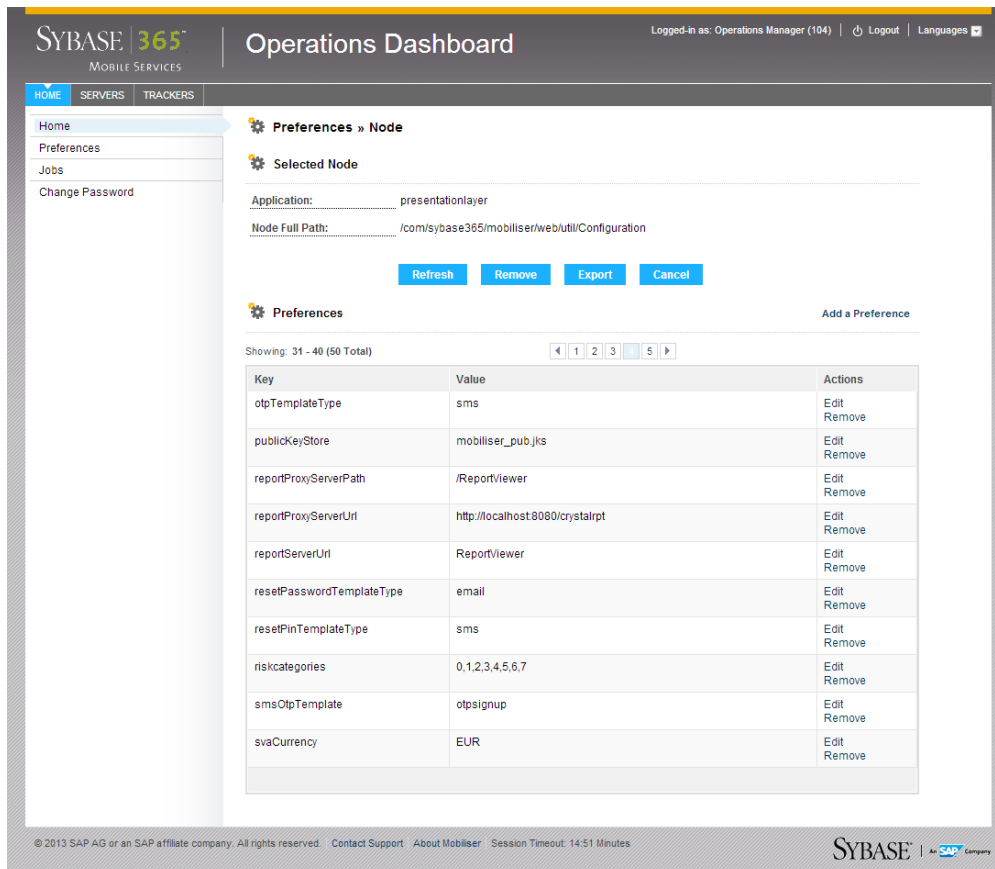 SYBASE 365™
MOBILE SERVICES
Operations Dashboard
Logged-in as: Operations Manager (104) | Logout | Languages
HOME SERVERS TRACKERS
Home
Preferences
Jobs
Change Password
Preferences » Node
Selected Node
Application: presentationlayer
Node Full Path: /com/sybase365/mobiliser/web/util/Configuration
Refresh Remove Export Cancel
Preferences
Add a Preference
Showing: 31 - 40 (50 Total)
1 2 3 4 5
Key Value Actions
otpTemplateType sms Edit
Remove
publicKeyStore mobiliser_pub.jks Edit
Remove
reportProxyServerPath /ReportViewer Edit
Remove
reportProxyServerUrl http://localhost:8080/crystalrpt Edit
Remove
reportServerUrl ReportViewer Edit
Remove
resetPasswordTemplateType email Edit
Remove
resetPinTemplateType sms Edit
Remove
riskcategories 0,1,2,3,4,5,6,7 Edit
Remove
smsOtpTemplate otpsignup Edit
Remove
svaCurrency EUR Edit
Remove
© 2013 SAP AG or an SAP affiliate company. All rights reserved. Contact Support About Mobiliser Session Timeout: 14:51 Minutes
SYBASE® | An SAP Company